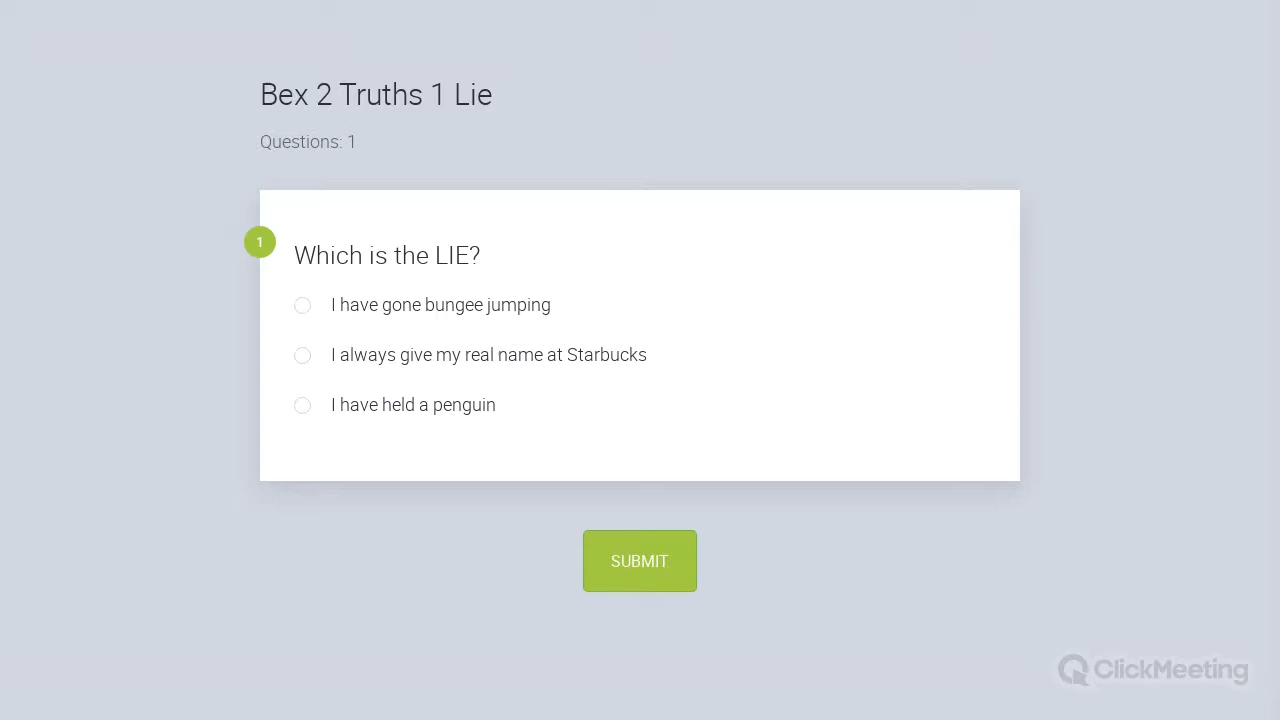 Bex 2 Truths 1 Lie
Questions: 1
1
Which is the LIE?
I have gone bungee jumping
I always give my real name at Starbucks
I have held a penguin
SUBMIT
ClickMeeting